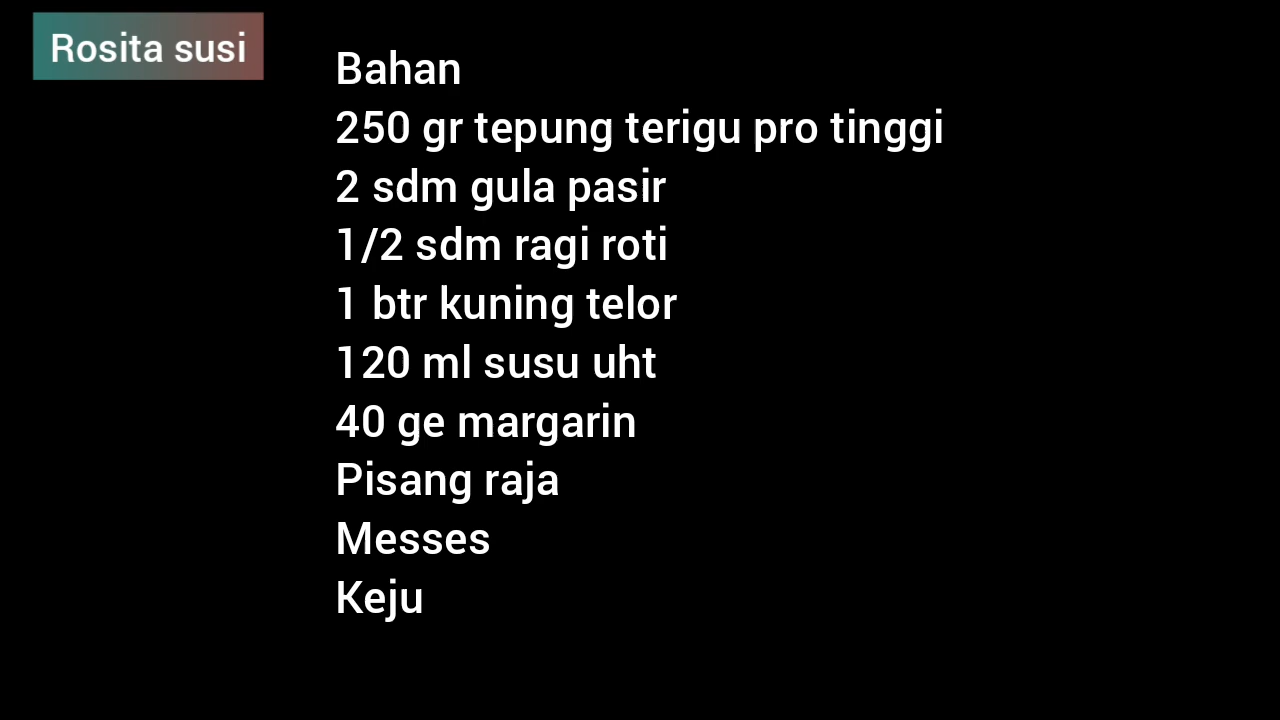 Rosita susi
Bahan
250 gr tepung terigu pro tinggi
2 sdm gula pasir
1/2 sdm ragi roti
1 btr kuning telor
120 ml susu uht
40 ge margarin
Pisang raja
Messes
Keju